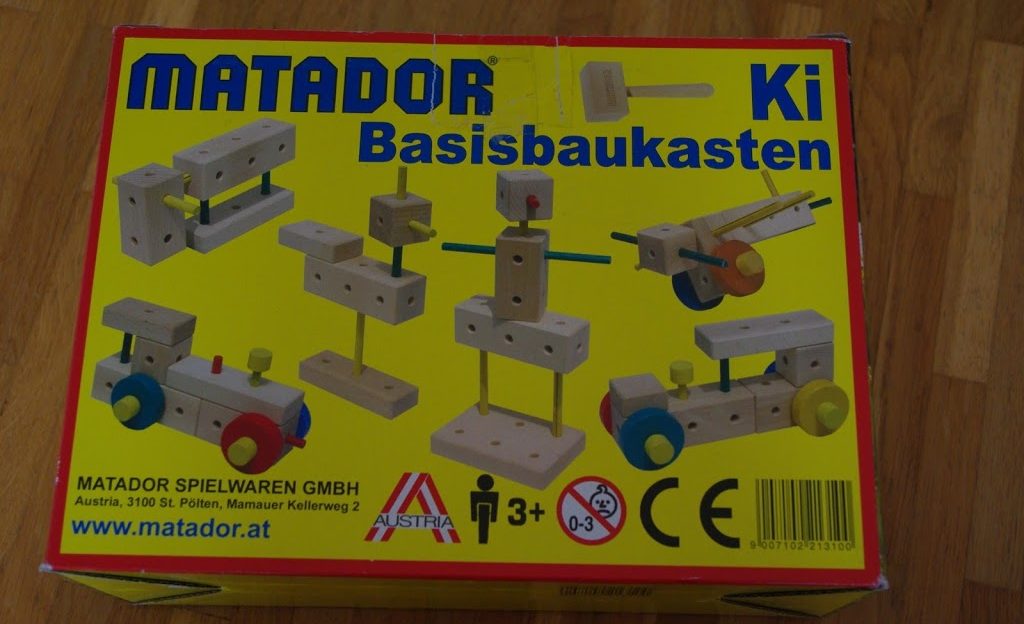 MATADOR®
Ki
Basisbaukasten
MATADOR SPIELWAREN GMBH
Austria, 3100 St. Pölten, Mamauer Kellerweg 2
www.matador.at
AUSTRIA
3+
0-3
CE
9 007102 213100